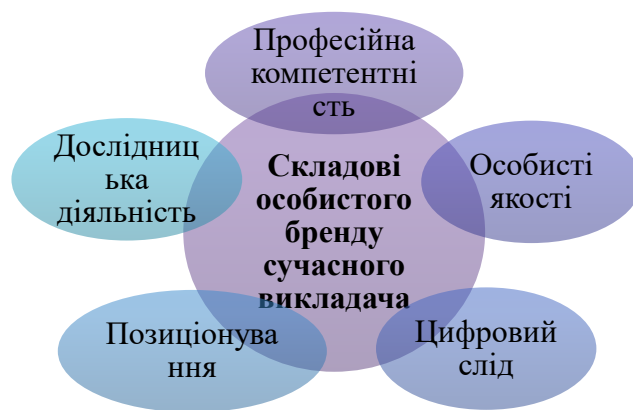 Професійна
компетентні
сть
Дослідниц
ька
діяльність
Складові
особистого
бренду
сучасного
викладача
Особисті
якості
Позиціонува
ння
Цифровий
слід